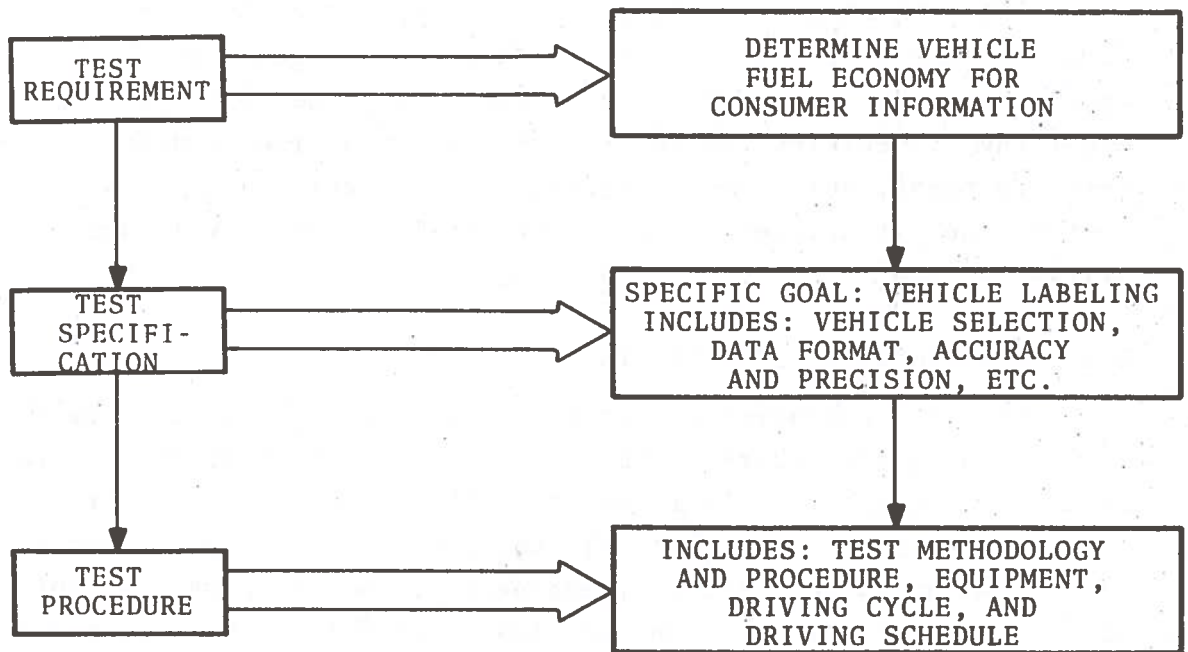 TEST
REQUIREMENT
DETERMINE VEHICLE
FUEL ECONOMY FOR
CONSUMER INFORMATION
TEST
SPECIFI-
CATION
SPECIFIC GOAL: VEHICLE LABELING
INCLUDES: VEHICLE SELECTION,
DATA FORMAT, ACCURACY
AND PRECISION, ETC.
TEST
PROCEDURE
INCLUDES: TEST METHODOLOGY
AND PROCEDURE, EQUIPMENT,
DRIVING CYCLE, AND
DRIVING SCHEDULE